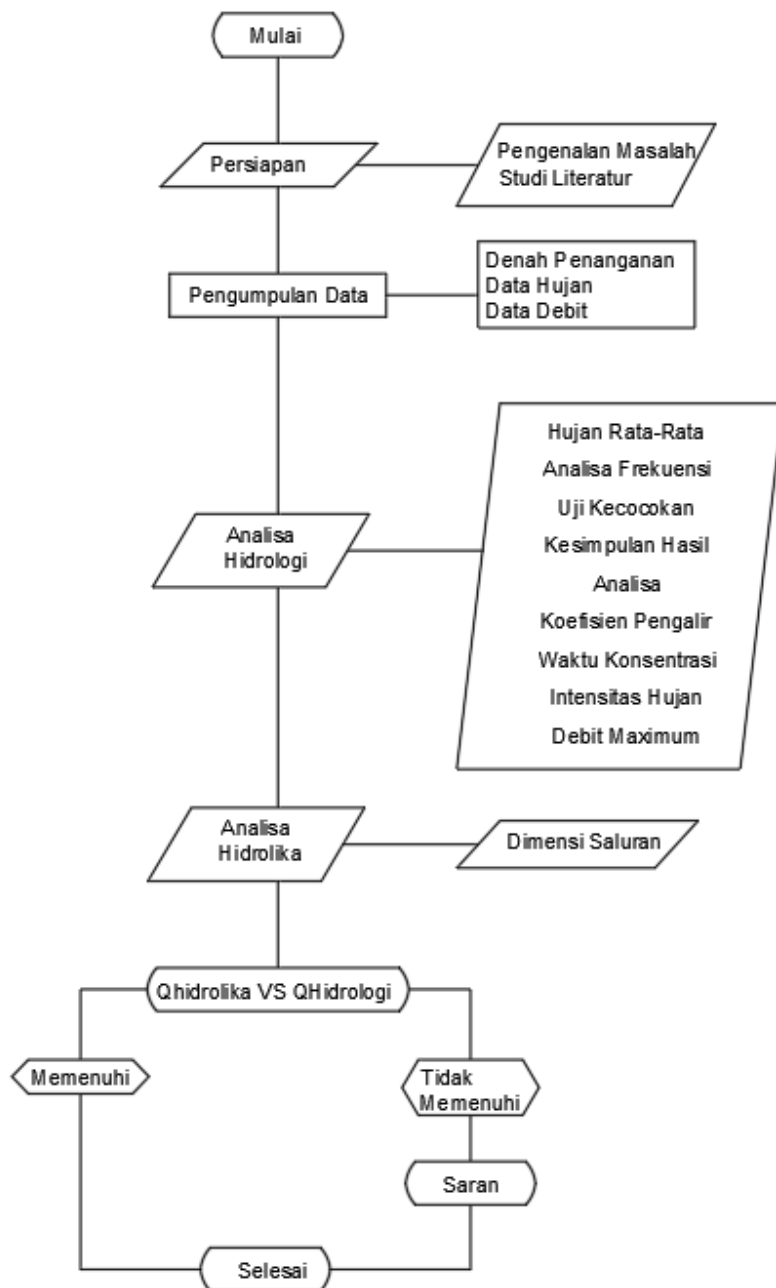 Mulai
Persiapan
Pengenalan Masalah
Studi Literatur
Pengumpulan Data
Denah Penanganan
Data Hujan
Data Debit
Analisa
Hidrologi
Hujan Rata-Rata
Analisa Frekuensi
Uji Kecocokan
Kesimpulan Hasil
Analisa
Koefisien Pengalir
Waktu Konsentrasi
Intensitas Hujan
Debit Maximum
Analisa
Hidrolika
Dimensi Saluran
Qhidrolika VS QHidrologi
Memenuhi
Tidak
Memenuhi
Saran
Selesai